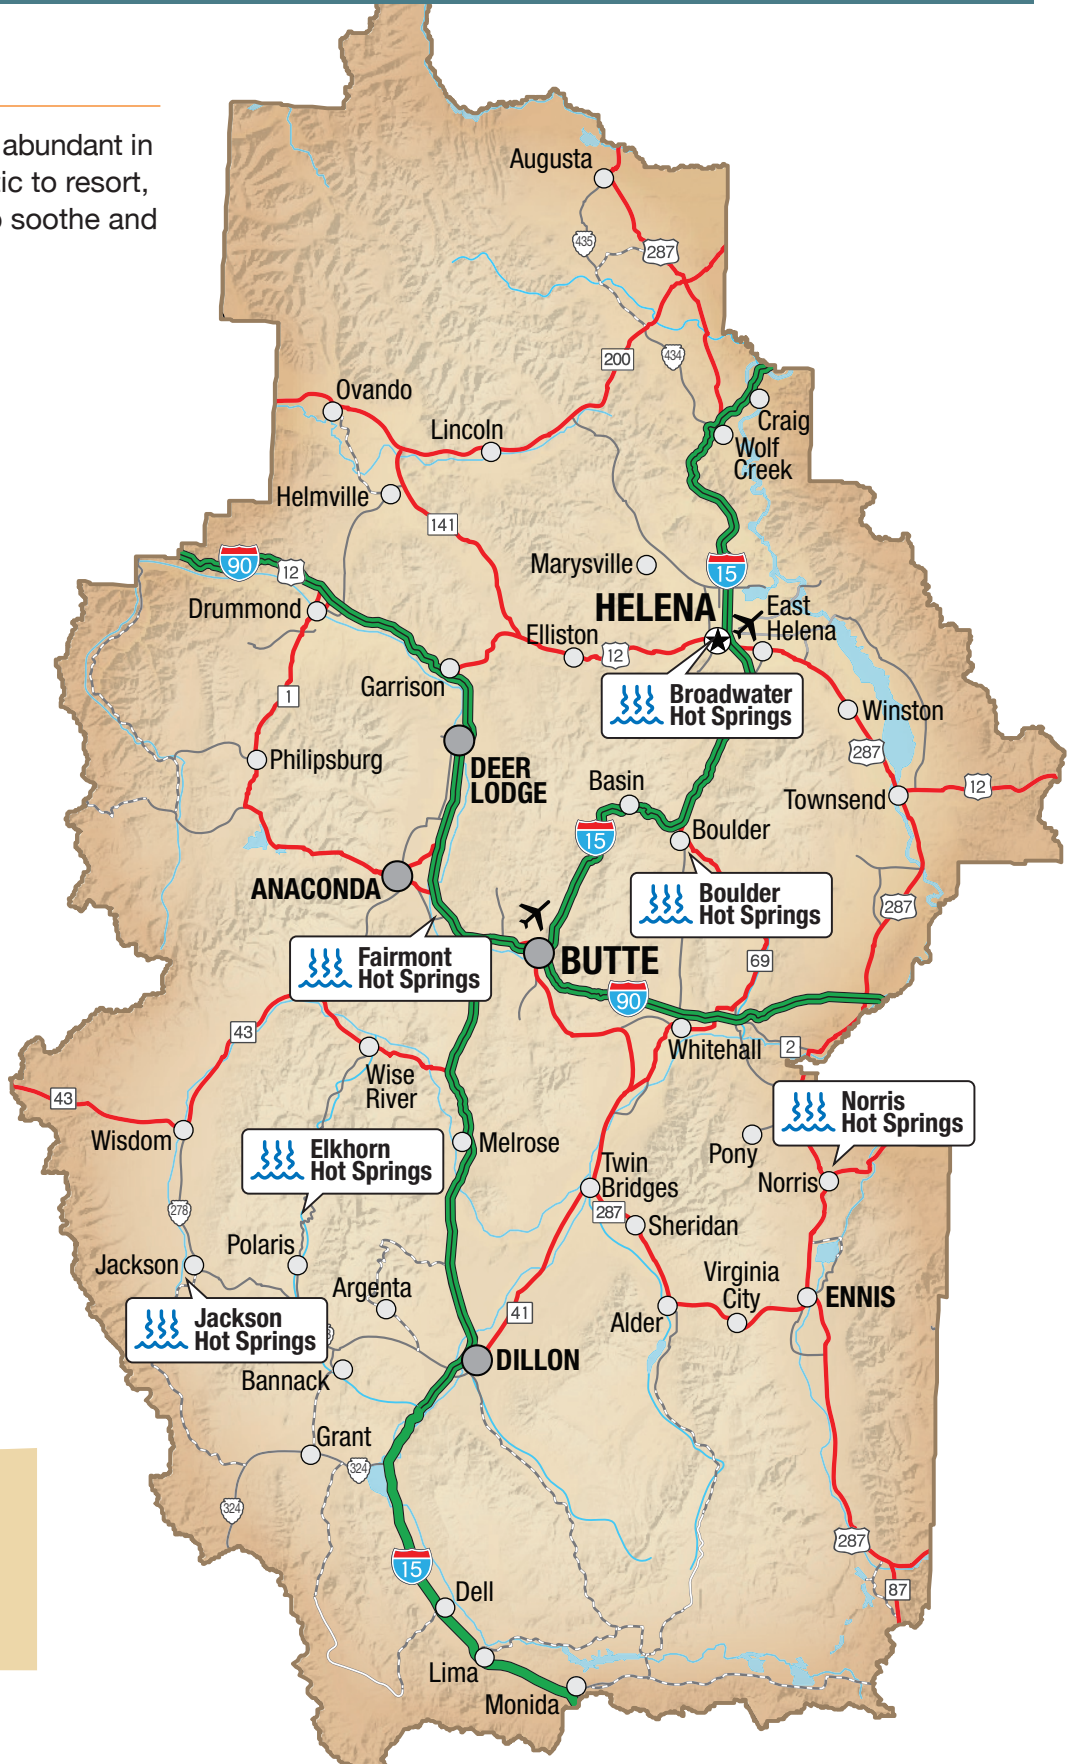 abundant in
tic to resort,
soothe and
Augusta
435
287
200
434
Ovando
Lincoln
Craig
Wolf
Creek
Helmville
141
Marysville
90
12
15
Drummond
HELENA
East
Helena
Elliston
12
Garrison
1
Broadwater
Hot Springs
Winston
287
Philipsburg
DEER
LODGE
Basin
Townsend
12
15
Boulder
ANACONDA
Boulder
Hot Springs
287
Fairmont
Hot Springs
BUTTE
69
90
43
Whitehall
2
Wise
River
43
Norris
Hot Springs
Wisdom
Elkhorn
Hot Springs
Melrose
Pony
Twin
Bridges
Norris
278
287
Sheridan
Polaris
Jackson
Argenta
Virginia
City
ENNIS
Jackson
Hot Springs
41
Alder
DILLON
Bannack
Grant
324
324
287
15
Dell
87
Lima
Monida